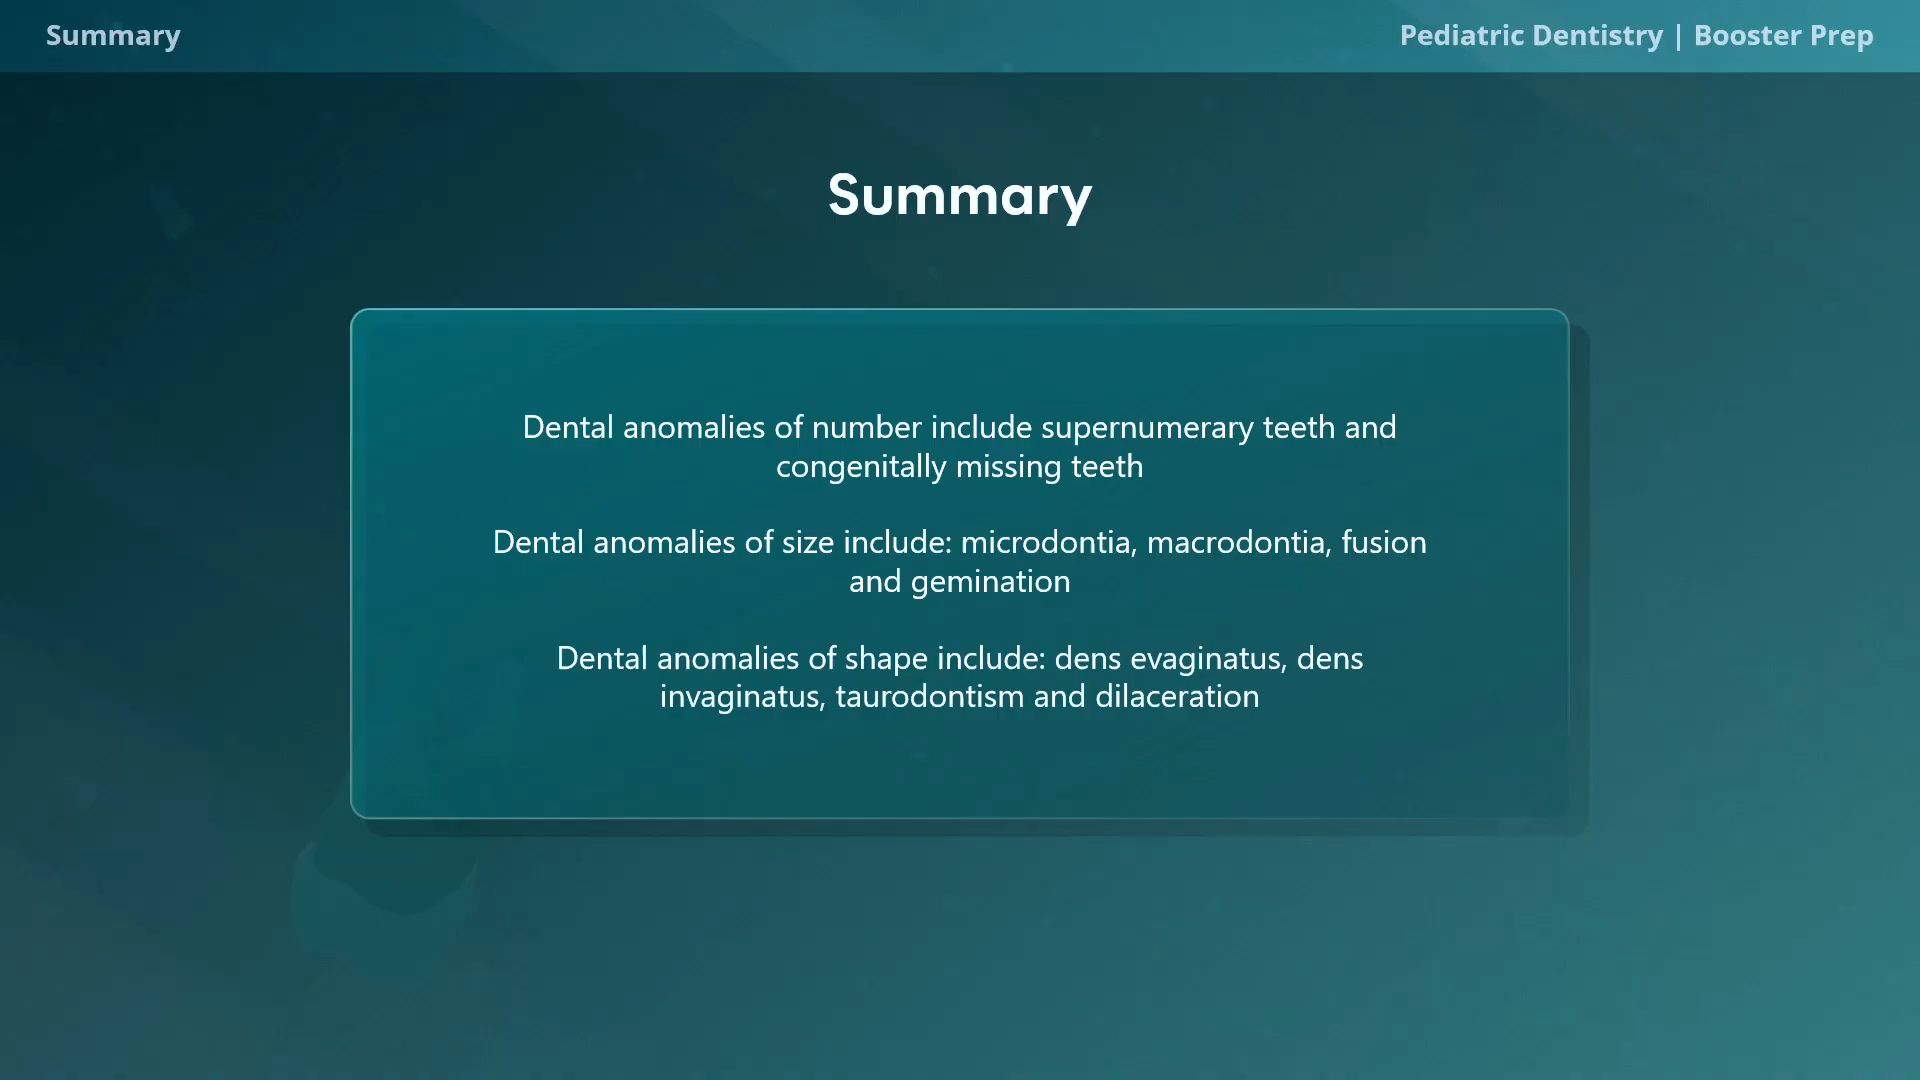 Summary
Pediatric Dentistry | Booster Prep
Summary
Dental anomalies of number include supernumerary teeth and
congenitally missing teeth
Dental anomalies of size include: microdontia, macrodontia, fusion
and gemination
Dental anomalies of shape include: dens evaginatus, dens
invaginatus, taurodontism and dilaceration